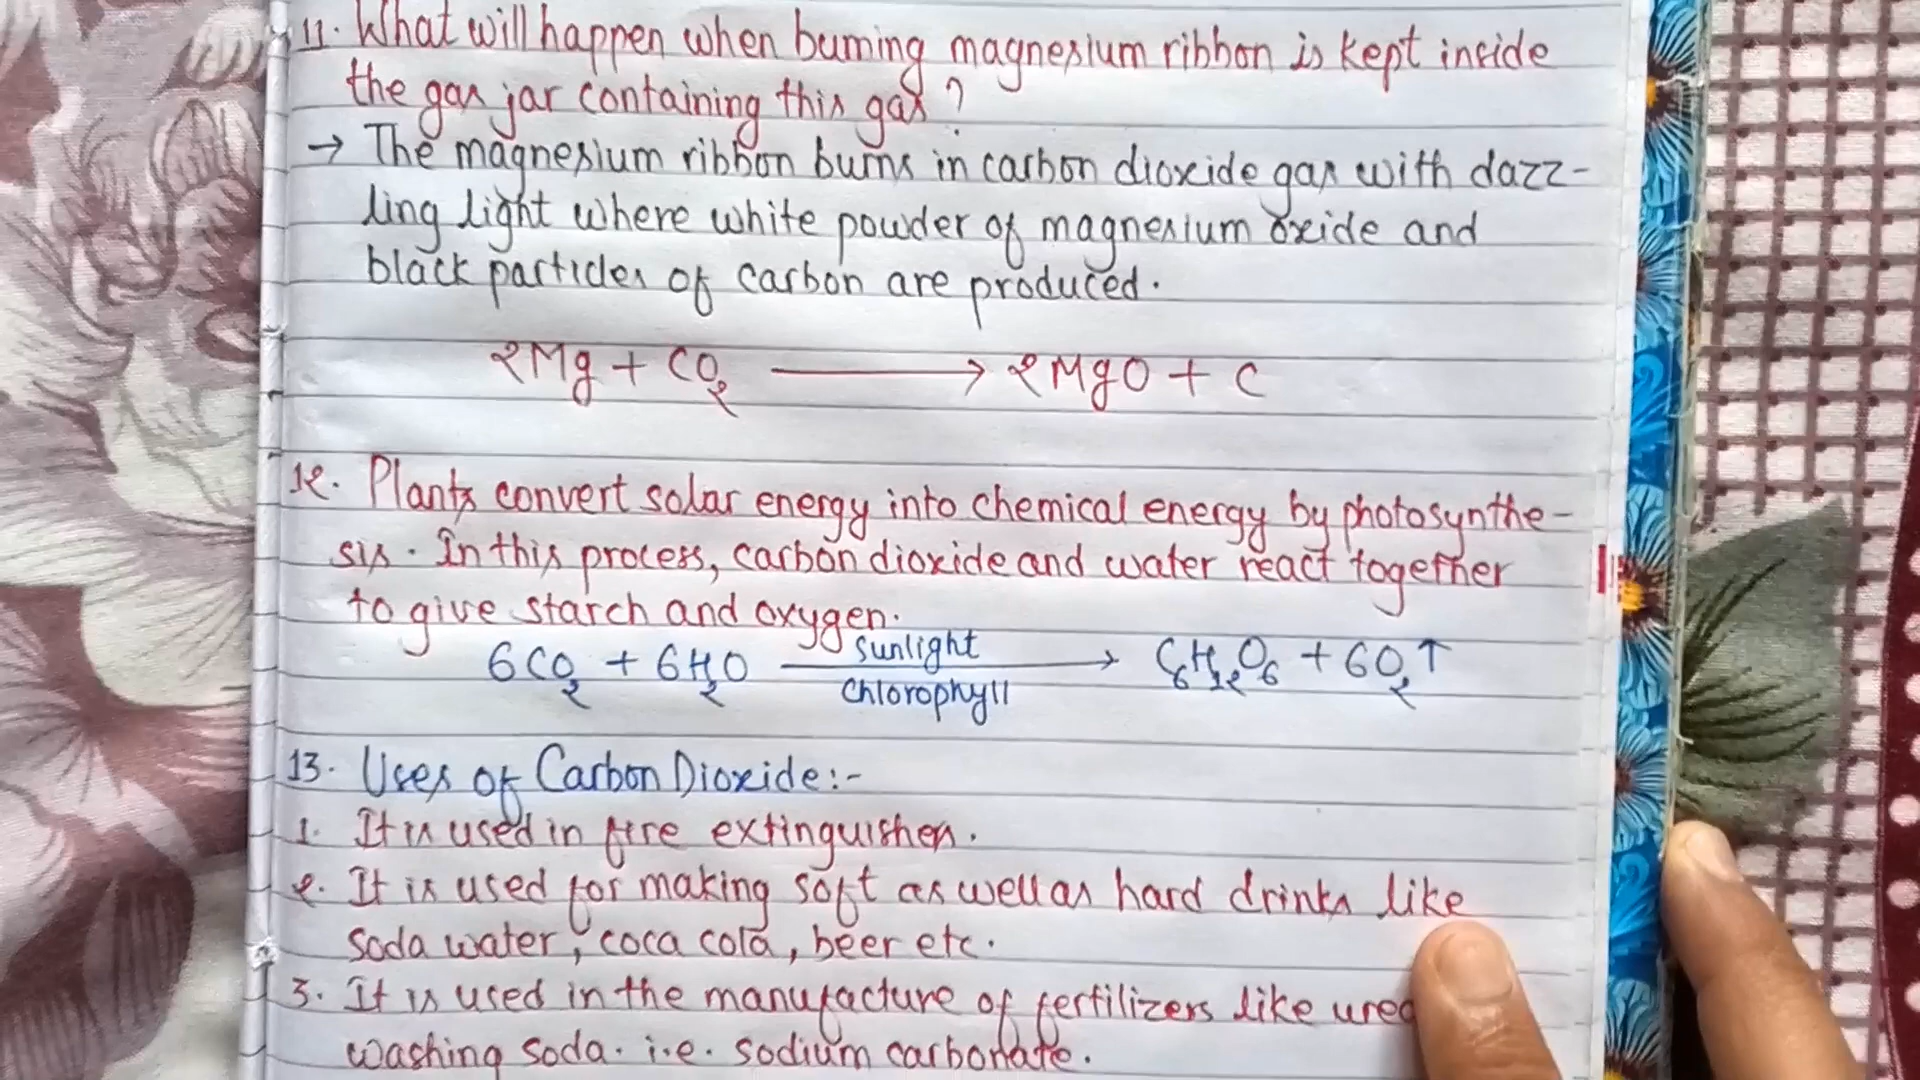 11. What will happen when burning magnesium ribbon is kept inside
the gas jar containing this gas?
→ The magnesium ribbon burns in carbon dioxide gas with dazz-
ling light where white powder of magnesium oxide and
black particles of carbon are produced.
2Mg + CO₂ ⟶ 2MgO + C
12. Plants convert solar energy into chemical energy by photosynthe-
sis. In this process, carbon dioxide and water react together
to give starch and oxygen.
6CO₂ + 6H₂O sunlight ⟶ chlorophyll C₆H₁₂O₆ + 6O₂↑
13. Uses of Carbon Dioxide:-
1. It is used in fire extinguisher.
2. It is used for making soft as well as hard drinks like
soda water, coca cola, beer etc.
3. It is used in the manufacture of fertilizers like urea
washing soda. i.e. sodium carbonate.